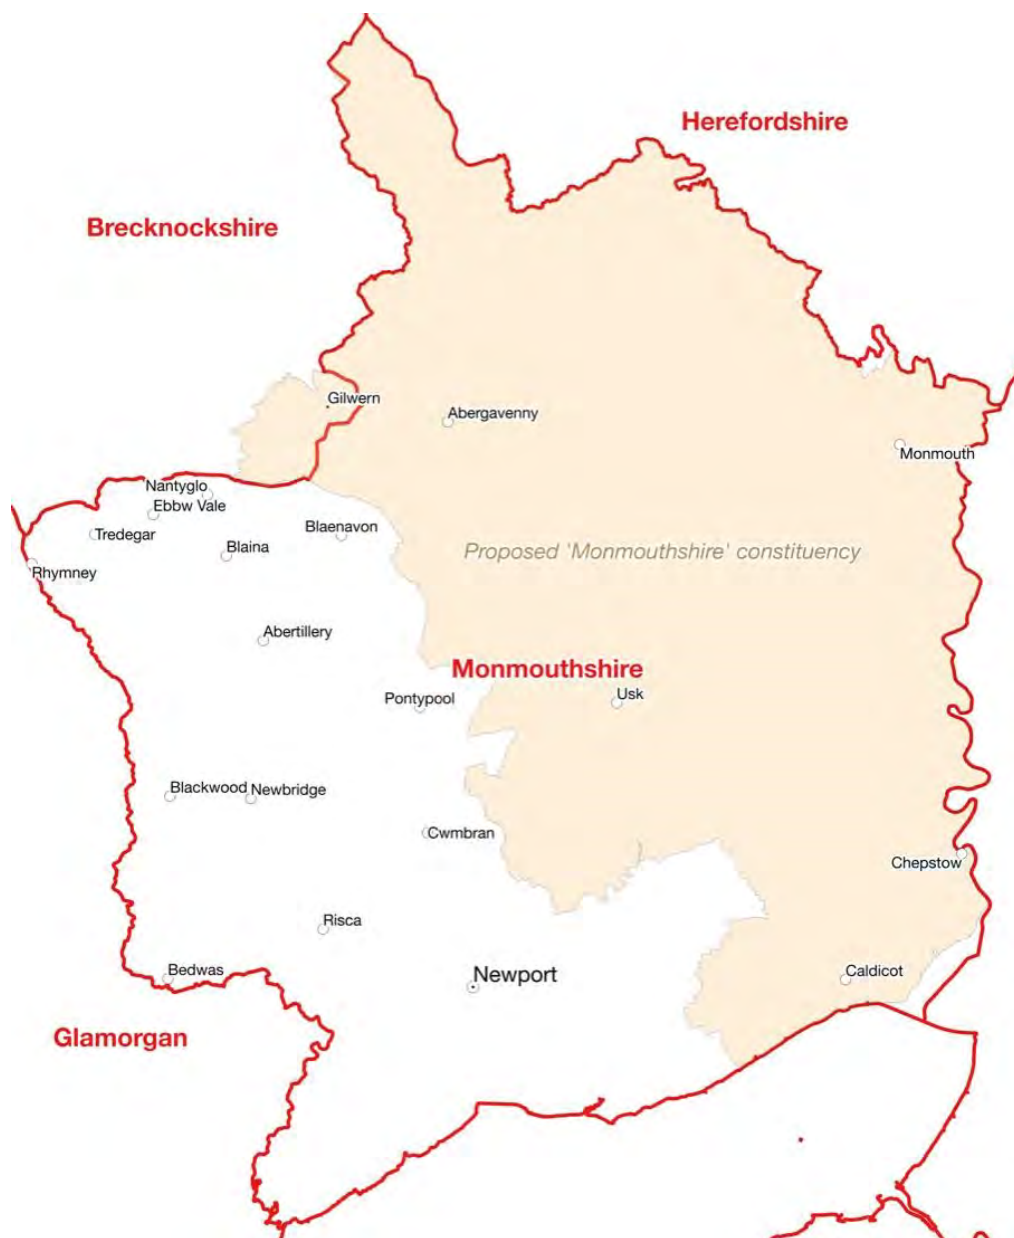 Herefordshire
Brecknockshire
Gilwern
Abergavenny
Monmouth
Nantyglo
Ebbw Vale
Tredegar
Blaenavon
Blaina
Proposed 'Monmouthshire' constituency
Rhymney
Abertillery
Monmouthshire
Pontypool
Usk
Blackwood
Newbridge
Cwmbran
Chepstow
Risca
Bedwas
Newport
Caldicot
Glamorgan